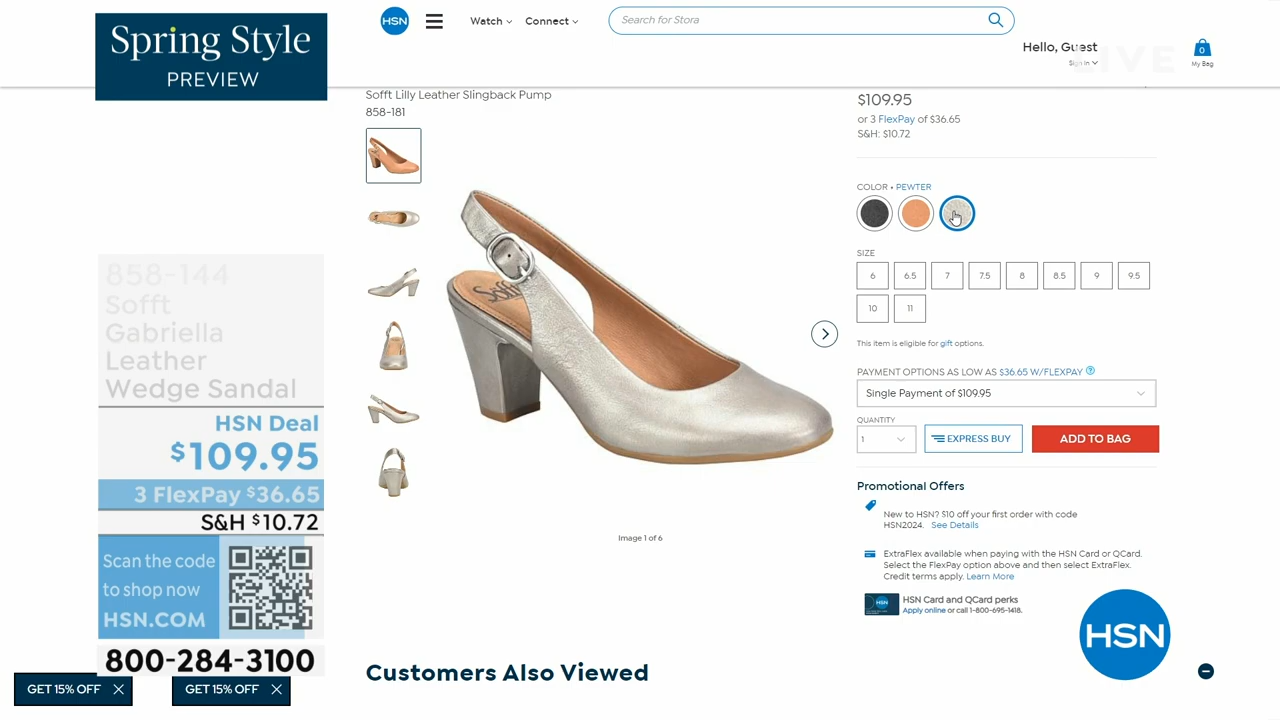 Spring Style
PREVIEW
HSN
Watch
Connect
Search for Stora
Hello, Guest
Sign In
LIVE
0
My Bag
Sofft Lilly Leather Slingback Pump
858-181
$109.95
or 3 FlexPay of $36.65
S&H: $10.72
COLOR • PEWTER
SIZE
6 6.5 7 7.5 8 8.5 9 9.5
10 11
This item is eligible for gift options.
PAYMENT OPTIONS AS LOW AS $36.65 W/FLEXPAY ?
Single Payment of $109.95
QUANTITY
1
EXPRESS BUY
ADD TO BAG
Promotional Offers
New to HSN? $10 off your first order with code
HSN2024. See Details
ExtraFlex available when paying with the HSN Card or QCard.
Select the FlexPay option above and then select ExtraFlex.
Credit terms apply. Learn More
HSN
HSN Card and QCard perks
Apply online or call 1-800-695-1418.
Sofft
Image 1 of 6
858-144
Sofft
Gabriella
Leather
Wedge Sandal
HSN Deal
$109.95
3 FlexPay $36.65
S&H $10.72
Scan the code
to shop now
HSN.COM
800-284-3100
GET 15% OFF
GET 15% OFF
Customers Also Viewed
HSN